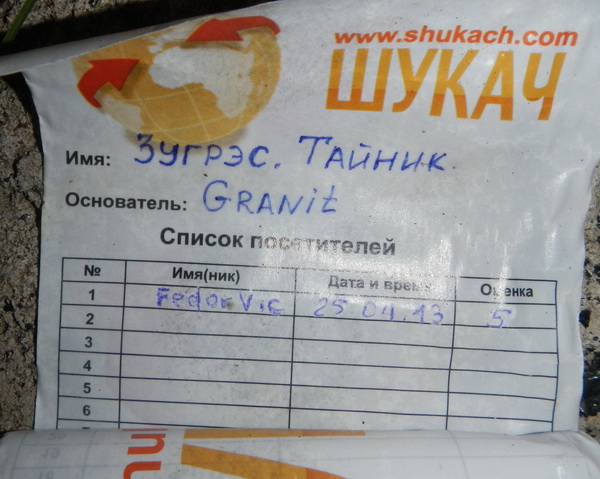 www.shukach.com
ШУКАЧ
Имя: Зугрэс. Тайник.
Основатель: GRANit
Список посетителей
№ Имя(ник) Дата и время Оценка
1 FedorVic 25.04.13 5
2
3
4
5
6